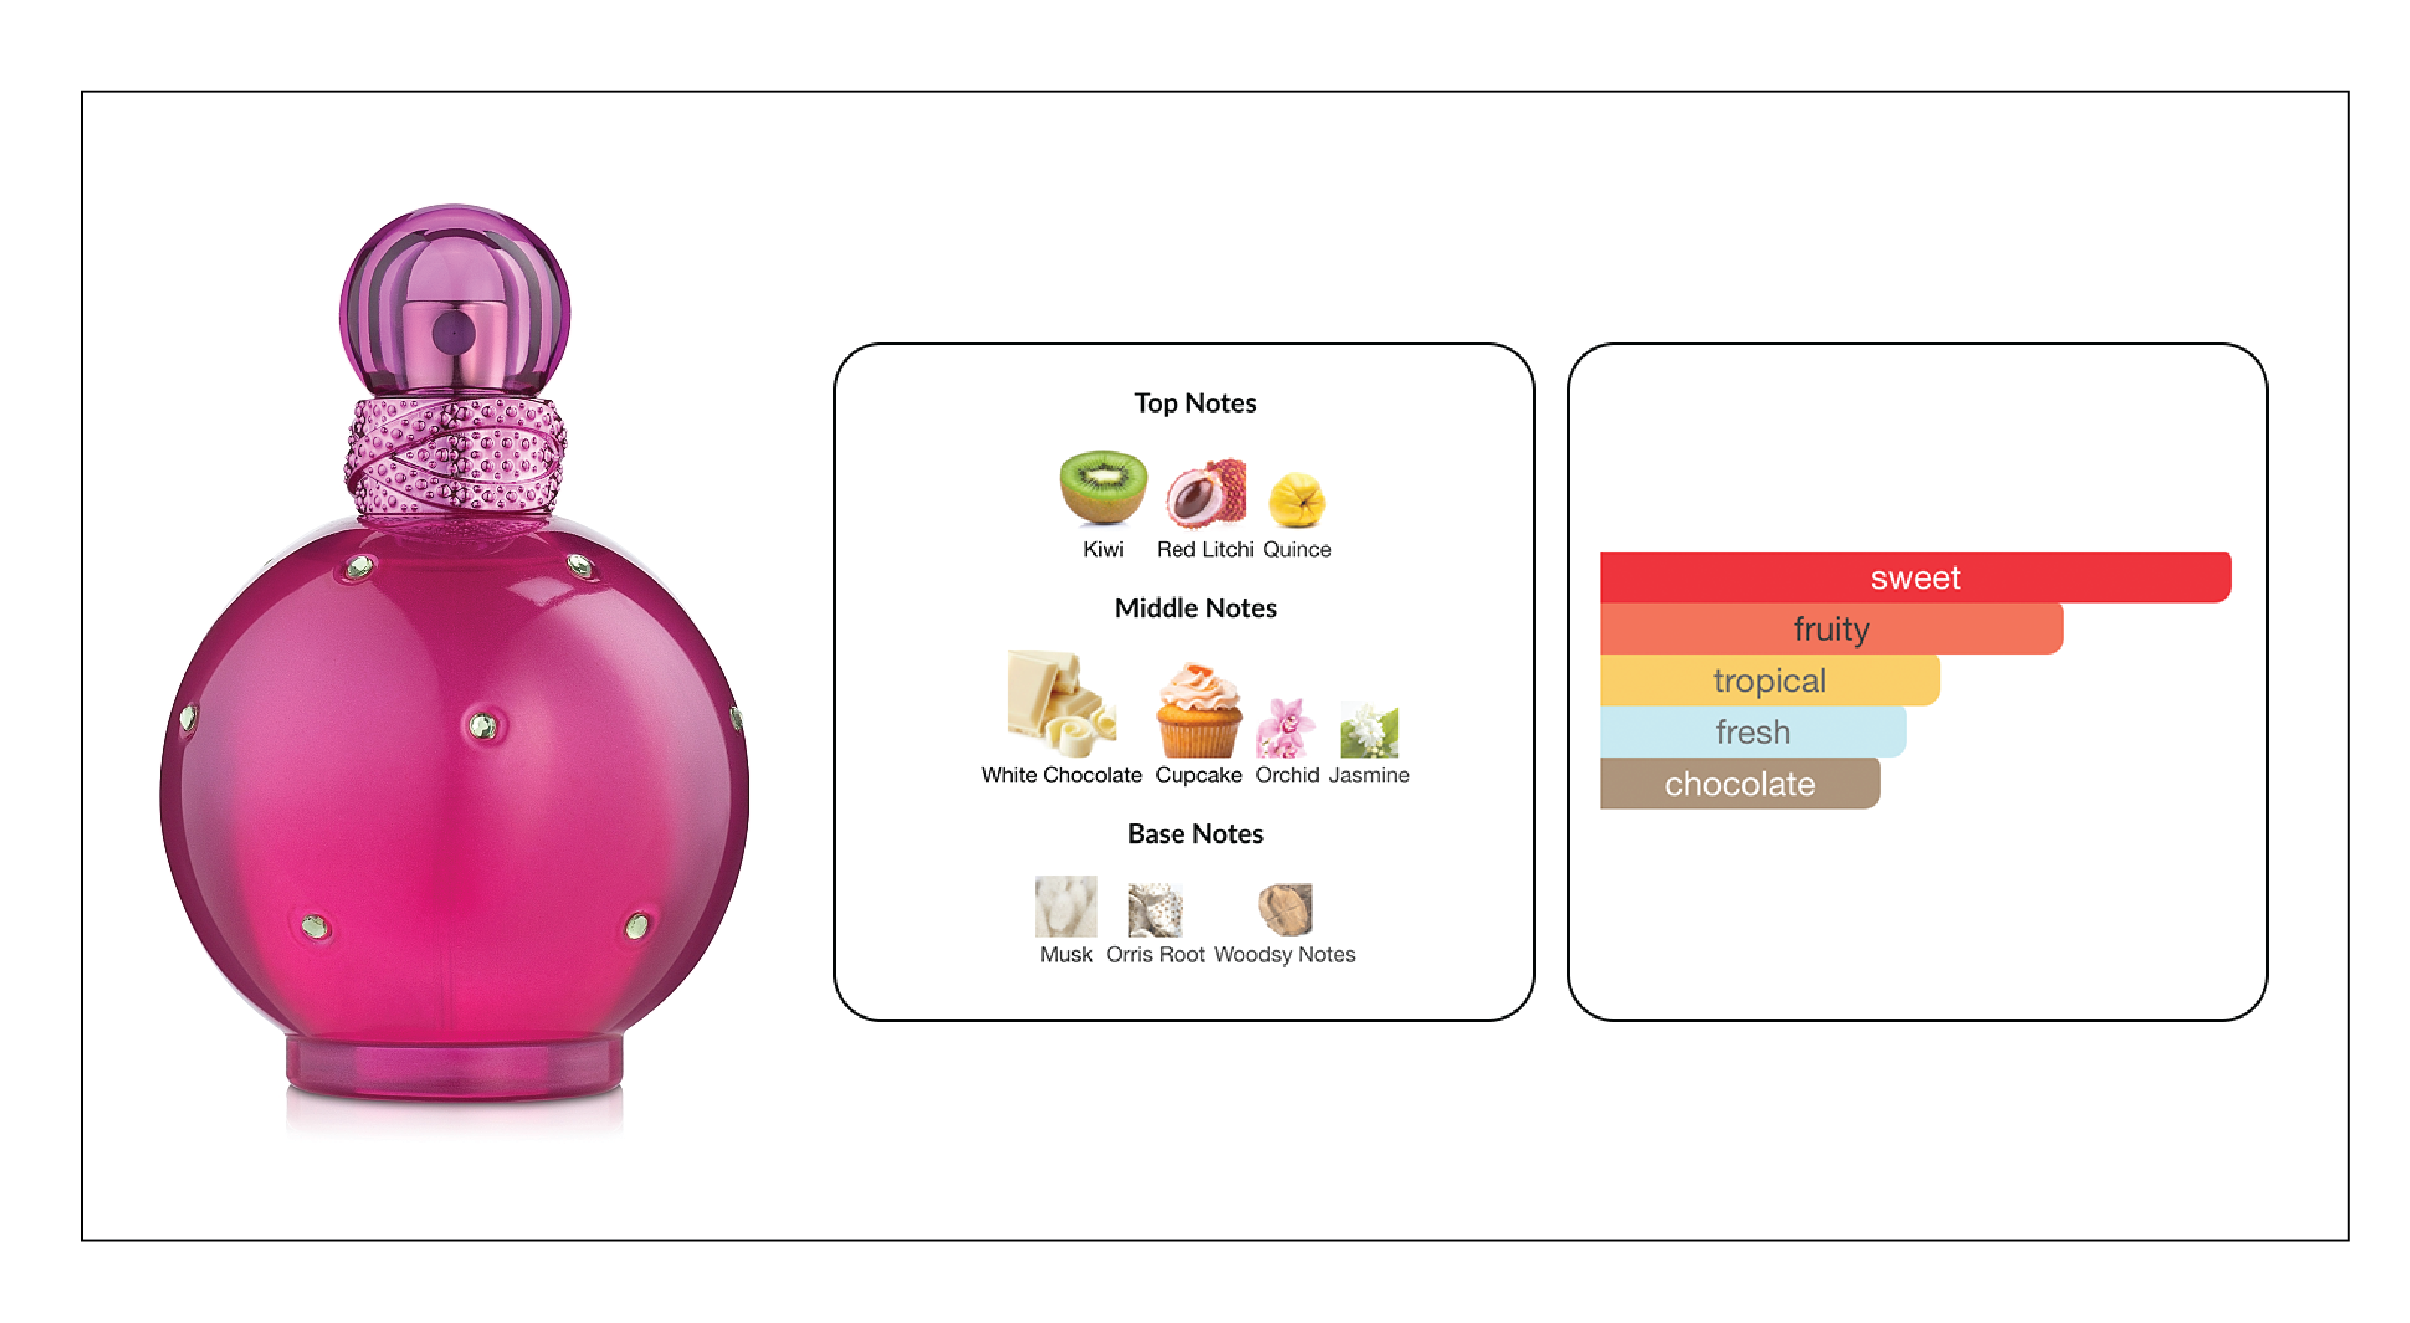 Top Notes
Kiwi Red Litchi Quince
Middle Notes
White Chocolate Cupcake Orchid Jasmine
Base Notes
Musk Orris Root Woodsy Notes
sweet
fruity
tropical
fresh
chocolate